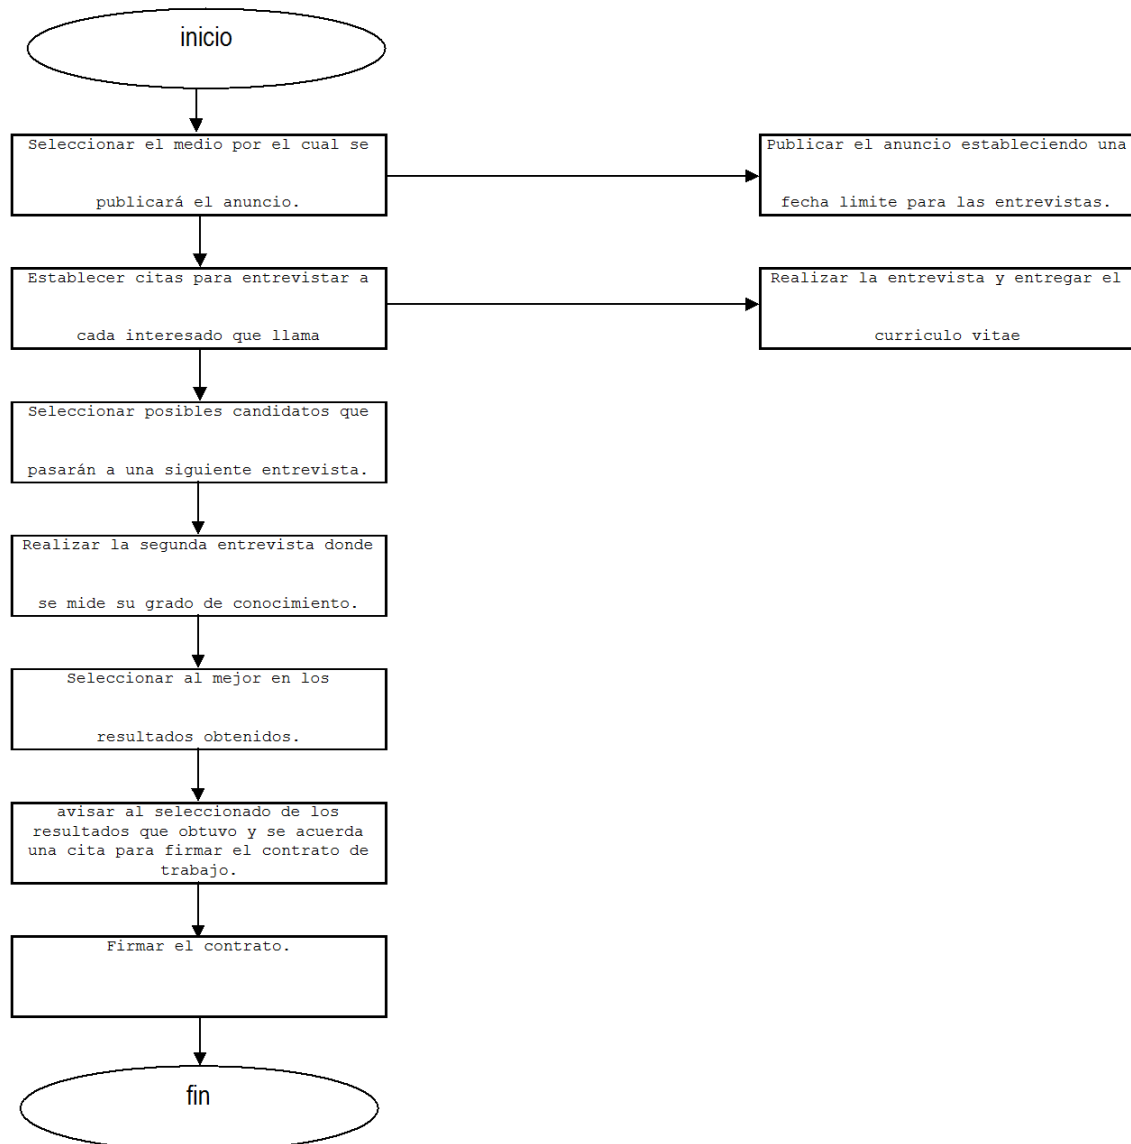 inicio
Seleccionar el medio por el cual se
publicará el anuncio.
Publicar el anuncio estableciendo una
fecha limite para las entrevistas.
Establecer citas para entrevistar a
cada interesado que llama
Realizar la entrevista y entregar el
curriculo vitae
Seleccionar posibles candidatos que
pasarán a una siguiente entrevista.
Realizar la segunda entrevista donde
se mide su grado de conocimiento.
Seleccionar al mejor en los
resultados obtenidos.
avisar al seleccionado de los
resultados que obtuvo y se acuerda
una cita para firmar el contrato de
trabajo.
Firmar el contrato.
fin